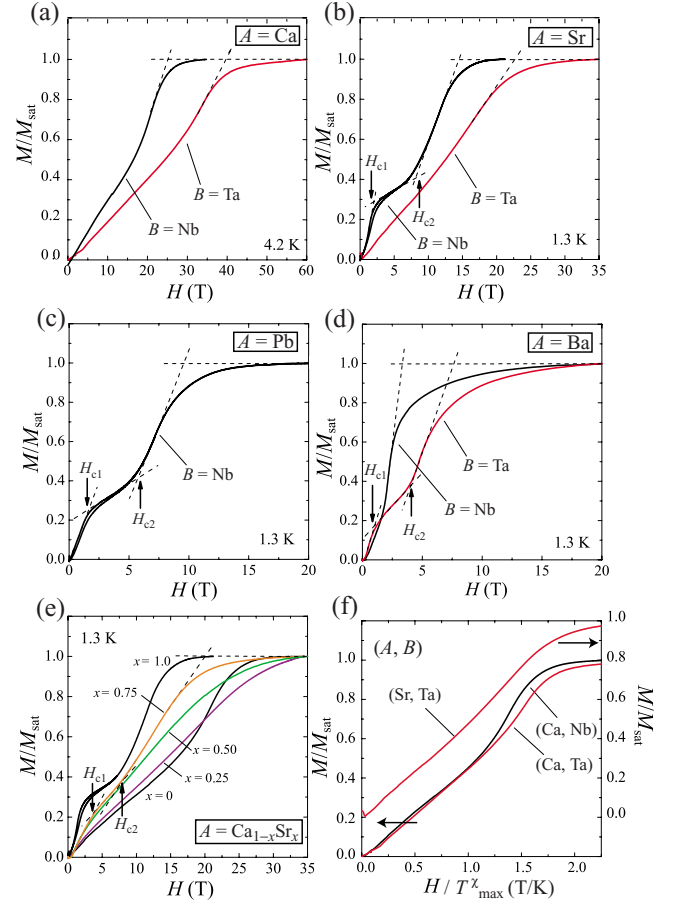 (a)
A = Ca
M/Msat
1.0
0.8
0.6
0.4
0.2
0.0
B = Ta
B = Nb
4.2 K
0 10 20 30 40 50 60
H (T)
(b)
A = Sr
M/Msat
1.0
0.8
0.6
0.4
0.2
0.0
Hc1
Hc2
B = Ta
B = Nb
1.3 K
0 5 10 15 20 25 30 35
H (T)
(c)
A = Pb
M/Msat
1.0
0.8
0.6
0.4
0.2
0
Hc1
B = Nb
Hc2
1.3 K
0 5 10 15 20
H (T)
(d)
A = Ba
M/Msat
1.0
0.8
0.6
0.4
0.2
0
Hc1
B = Ta
B = Nb
Hc2
1.3 K
0 5 10 15 20
H (T)
(e)
1.3 K
M/Msat
1.0
0.8
0.6
0.4
0.2
0
x = 1.0
x = 0.75
x = 0.50
x = 0.25
x = 0
Hc1
Hc2
A = Ca1–xSrx
0 5 10 15 20 25 30 35
H (T)
(f)
(A, B)
(Sr, Ta)
(Ca, Nb)
(Ca, Ta)
1.0
0.8
0.6
0.4
0.2
0
1.0
0.8
0.6
0.4
0.2
0.0
M/Msat
0.0 0.5 1.0 1.5 2.0
H / Tχmax (T/K)